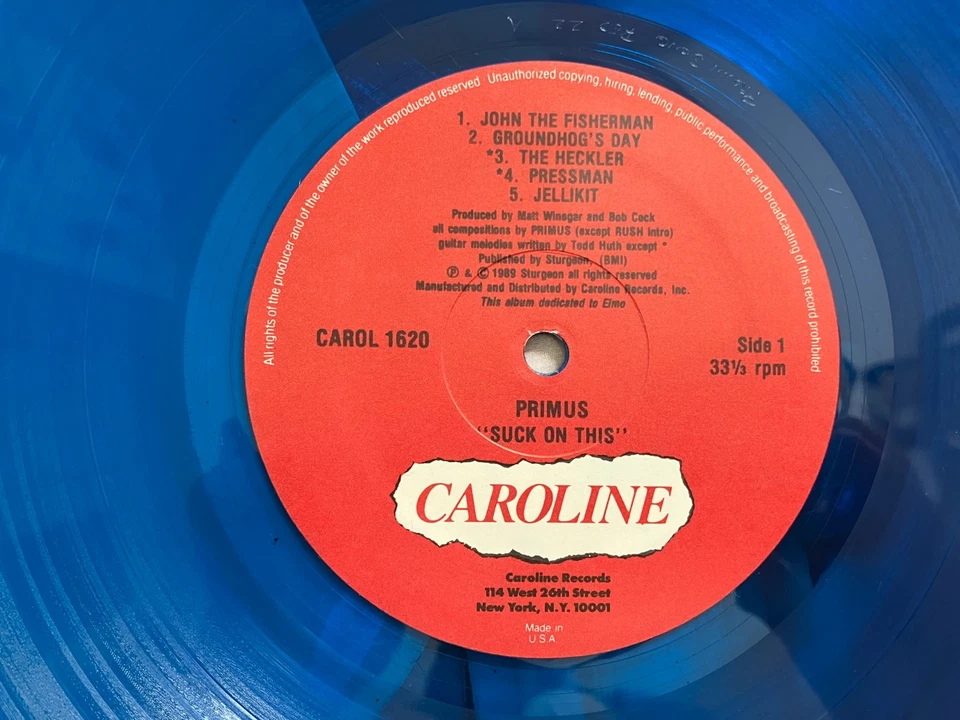 All rights of the producer and of the owner of the work reproduced reserved Unauthorized copying, hiring, lending, public performance and broadcasting of this record prohibited
1. JOHN THE FISHERMAN
2. GROUNDHOG'S DAY
*3. THE HECKLER
*4. PRESSMAN
5. JELLIKIT
Produced by Matt Winegar and Bob Cock
all compositions by PRIMUS (except RUSH intro)
guitar melodies written by Todd Huth except *
Published by Sturgeon, (BMI)
℗ & © 1989 Sturgeon all rights reserved
Manufactured and Distributed by Caroline Records, Inc.
This album dedicated to Elmo
CAROL 1620
Side 1
33⅓ rpm
PRIMUS
"SUCK ON THIS"
CAROLINE
Caroline Records
114 West 26th Street
New York, N.Y. 10001
Made in
U.S.A